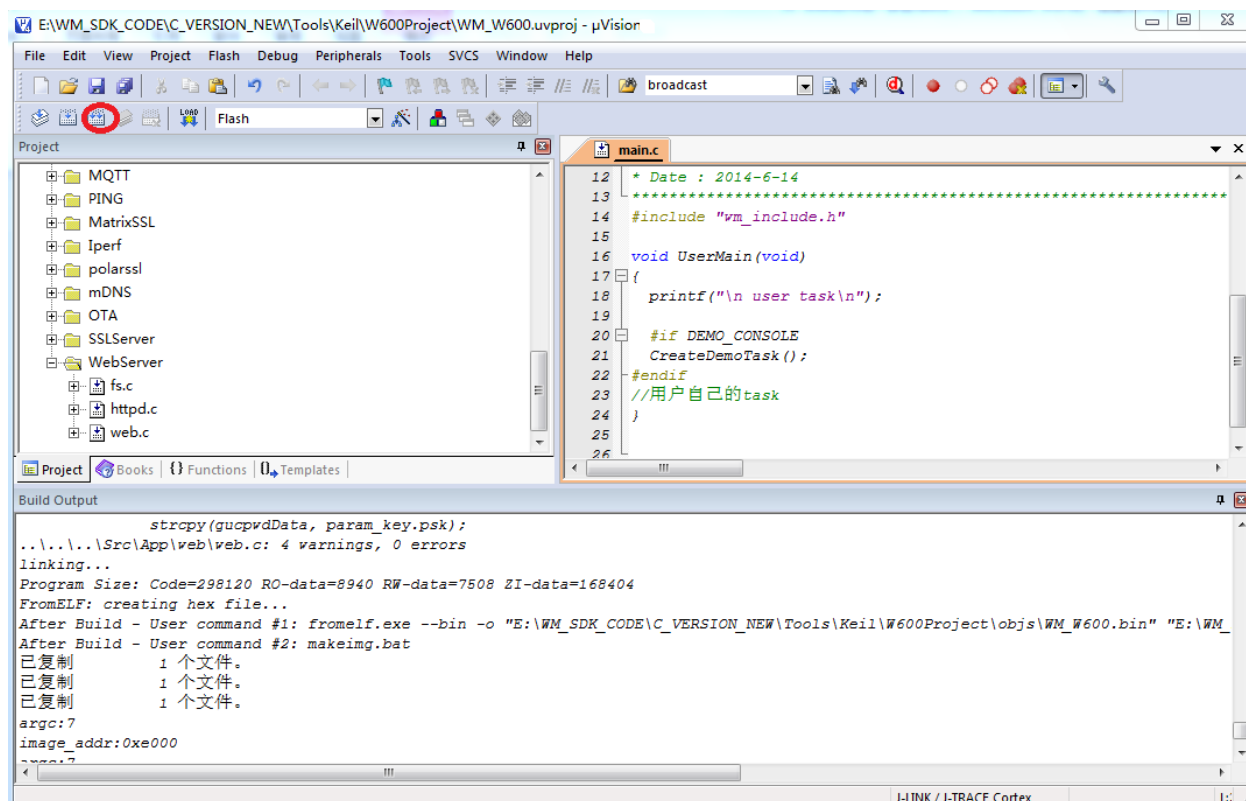 E:\WM_SDK_CODE\C_VERSION_NEW\Tools\Keil\W600Project\WM_W600.uvproj - µVision
File Edit View Project Flash Debug Peripherals Tools SVCS Window Help
broadcast
LOAD Flash
Project
main.c
MQTT
PING
MatrixSSL
Iperf
polarssl
mDNS
OTA
SSLServer
WebServer
fs.c
httpd.c
web.c
Project Books {} Functions Templates
12 * Date : 2014-6-14
13 ******************************************************************
14 #include "wm_include.h"
15
16 void UserMain(void)
17 {
18 printf("\n user task\n");
19
20 #if DEMO_CONSOLE
21 CreateDemoTask();
22 #endif
23 //用户自己的task
24 }
25
26
Build Output
strcpy(gucpwdData, param_key.psk);
..\..\..\Src\App\web\web.c: 4 warnings, 0 errors
linking...
Program Size: Code=298120 RO-data=8940 RW-data=7508 ZI-data=168404
FromELF: creating hex file...
After Build - User command #1: fromelf.exe --bin -o "E:\WM_SDK_CODE\C_VERSION_NEW\Tools\Keil\W600Project\objs\WM_W600.bin" "E:\WM_
After Build - User command #2: makeimg.bat
已复制 1 个文件。
已复制 1 个文件。
已复制 1 个文件。
argc:7
image_addr:0xe000
argc:7
J-LINK / J-TRACE Cortex